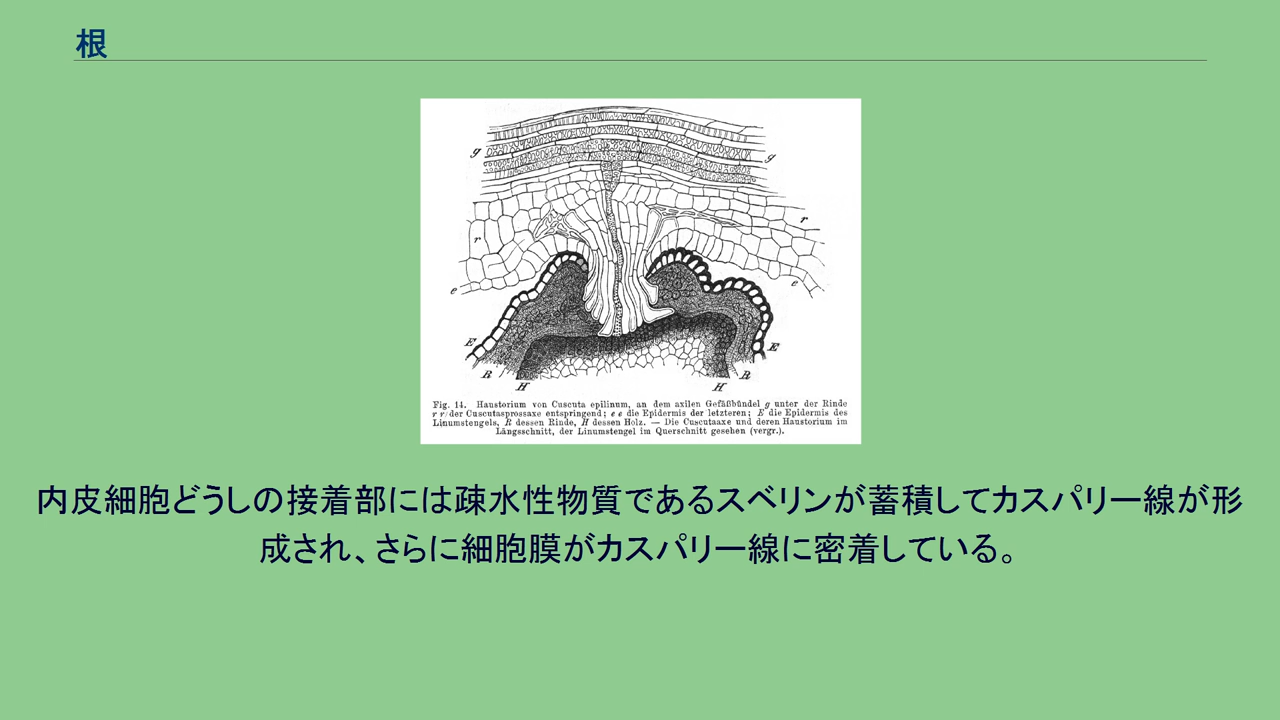 根
g
g
r
r
e
e
E
E
R
R
H
H
Fig. 14. Haustorium von Cuscuta epilinum, an dem axilen Gefäßbündel g unter der Rinde
r r der Cuscutasprossaxe entspringend; e e die Epidermis der letzteren; E die Epidermis des
Linumstengels, R dessen Rinde, H dessen Holz. — Die Cuscutaaxe und deren Haustorium im
Längsschnitt, der Linumstengel im Querschnitt gesehen (vergr.).
内皮細胞どうしの接着部には疎水性物質であるスベリンが蓄積してカスパリー線が形
成され、さらに細胞膜がカスパリー線に密着している。